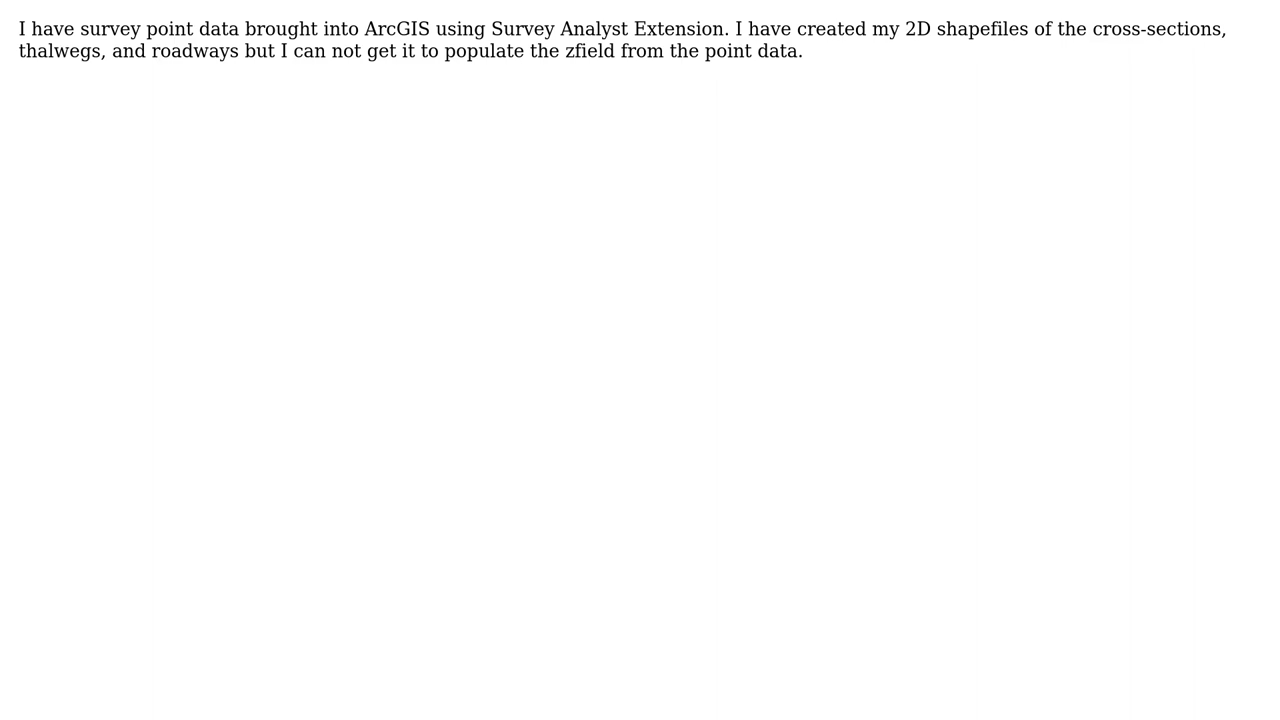 I have survey point data brought into ArcGIS using Survey Analyst Extension. I have created my 2D shapefiles of the cross-sections,
thalwegs, and roadways but I can not get it to populate the zfield from the point data.